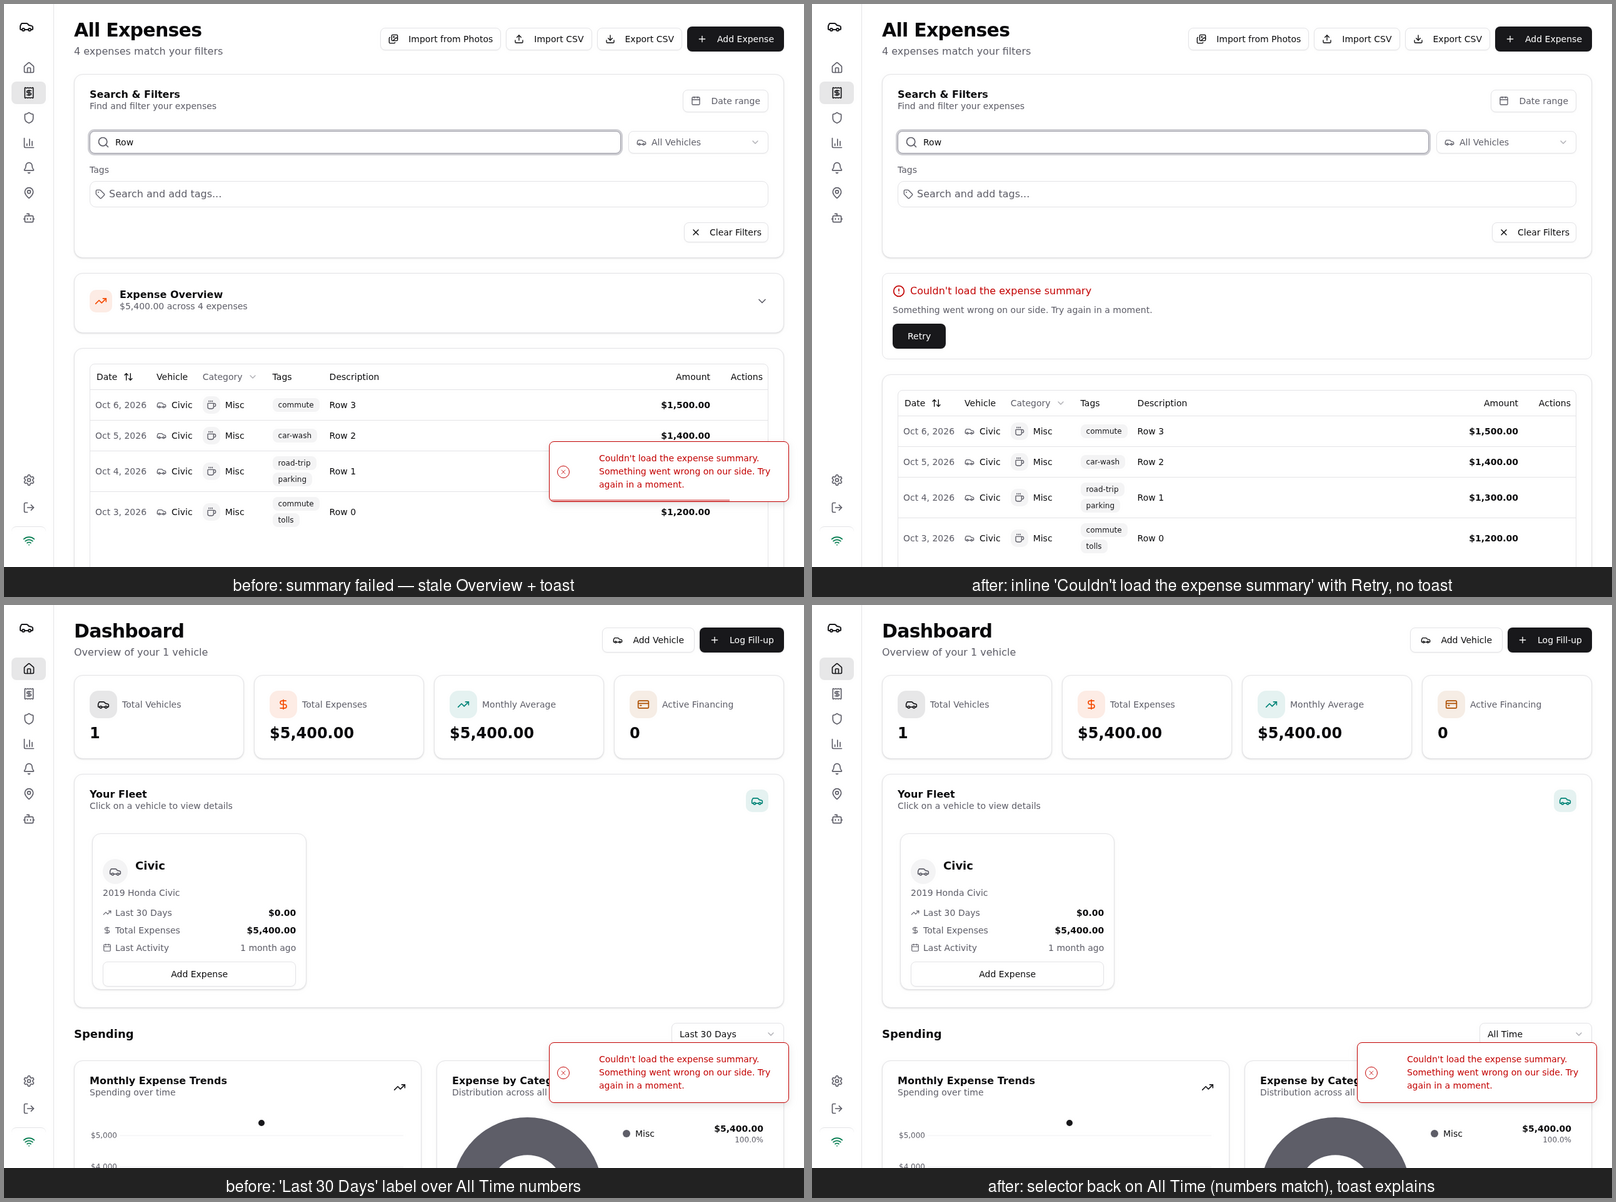 All Expenses
4 expenses match your filters
Import from Photos
Import CSV
Export CSV
Add Expense
Search & Filters
Find and filter your expenses
Date range
Row
All Vehicles
Tags
Search and add tags...
Clear Filters
Expense Overview
$5,400.00 across 4 expenses
Date Vehicle Category Tags Description Amount Actions
Oct 6, 2026 Civic Misc commute Row 3 $1,500.00
Oct 5, 2026 Civic Misc car-wash Row 2 $1,400.00
Oct 4, 2026 Civic Misc road-trip parking Row 1
Oct 3, 2026 Civic Misc commute tolls Row 0 $1,200.00
Couldn't load the expense summary.
Something went wrong on our side. Try
again in a moment.
before: summary failed — stale Overview + toast
All Expenses
4 expenses match your filters
Import from Photos
Import CSV
Export CSV
Add Expense
Search & Filters
Find and filter your expenses
Date range
Row
All Vehicles
Tags
Search and add tags...
Clear Filters
Couldn't load the expense summary
Something went wrong on our side. Try again in a moment.
Retry
Date Vehicle Category Tags Description Amount Actions
Oct 6, 2026 Civic Misc commute Row 3 $1,500.00
Oct 5, 2026 Civic Misc car-wash Row 2 $1,400.00
Oct 4, 2026 Civic Misc road-trip parking Row 1 $1,300.00
Oct 3, 2026 Civic Misc commute tolls Row 0 $1,200.00
after: inline 'Couldn't load the expense summary' with Retry, no toast
Dashboard
Overview of your 1 vehicle
Add Vehicle
Log Fill-up
Total Vehicles
1
Total Expenses
$5,400.00
Monthly Average
$5,400.00
Active Financing
0
Your Fleet
Click on a vehicle to view details
Civic
2019 Honda Civic
Last 30 Days $0.00
Total Expenses $5,400.00
Last Activity 1 month ago
Add Expense
Spending
Last 30 Days
Monthly Expense Trends
Spending over time
$5,000
$4,000
Expense by Categ
Distribution across all
Misc $5,400.00
100.0%
Couldn't load the expense summary.
Something went wrong on our side. Try
again in a moment.
before: 'Last 30 Days' label over All Time numbers
Dashboard
Overview of your 1 vehicle
Add Vehicle
Log Fill-up
Total Vehicles
1
Total Expenses
$5,400.00
Monthly Average
$5,400.00
Active Financing
0
Your Fleet
Click on a vehicle to view details
Civic
2019 Honda Civic
Last 30 Days $0.00
Total Expenses $5,400.00
Last Activity 1 month ago
Add Expense
Spending
All Time
Monthly Expense Trends
Spending over time
$5,000
$4,000
Expense by Categ
Distribution across all
Misc $5,400.00
100.0%
Couldn't load the expense summary.
Something went wrong on our side. Try
again in a moment.
after: selector back on All Time (numbers match), toast explains